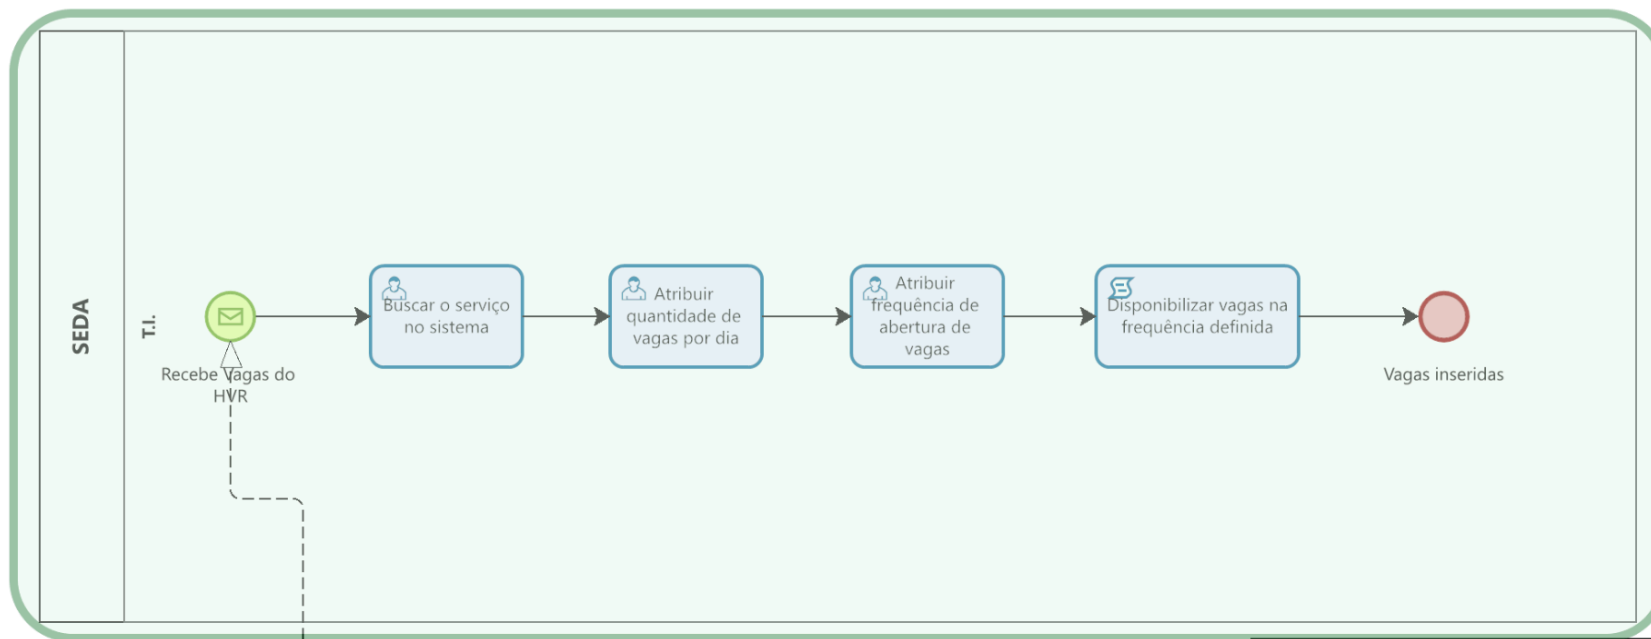 SEDA
T.I.
Recebe Vagas do
HVR
Buscar o serviço
no sistema
Atribuir
quantidade de
vagas por dia
Atribuir
frequência de
abertura de
vagas
Disponibilizar vagas na
frequência definida
Vagas inseridas